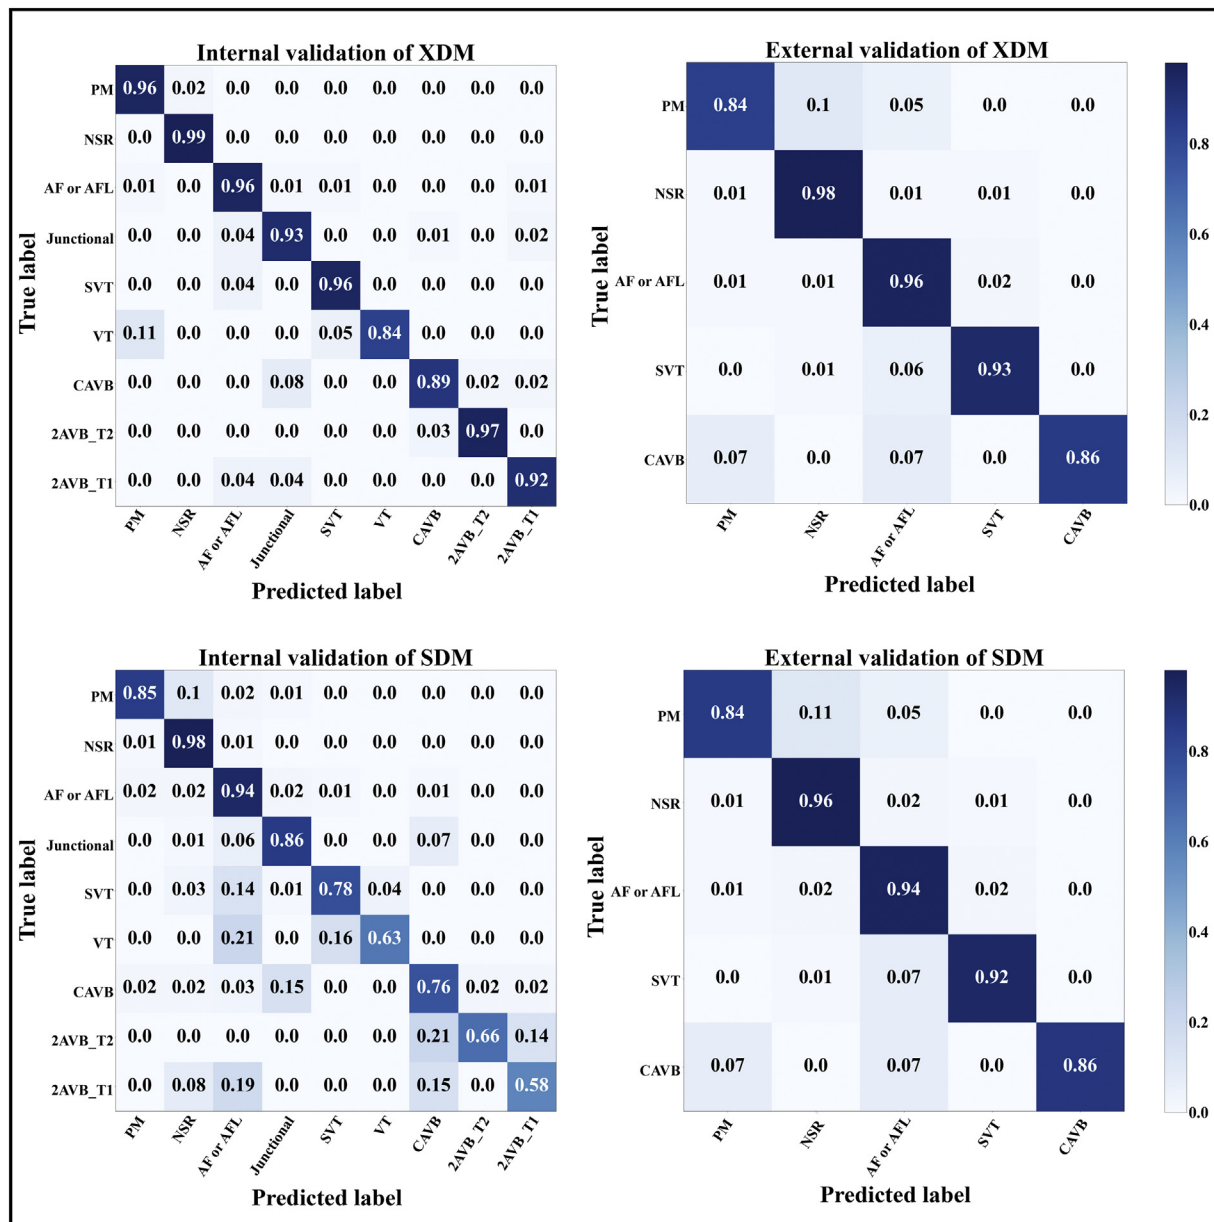 Internal validation of XDM
PM 0.96 0.02 0.0 0.0 0.0 0.0 0.0 0.0 0.0
NSR 0.0 0.99 0.0 0.0 0.0 0.0 0.0 0.0 0.0
AF or AFL 0.01 0.0 0.96 0.01 0.01 0.0 0.0 0.0 0.01
Junctional 0.0 0.0 0.04 0.93 0.0 0.0 0.01 0.0 0.02
SVT 0.0 0.0 0.04 0.0 0.96 0.0 0.0 0.0 0.0
VT 0.11 0.0 0.0 0.0 0.05 0.84 0.0 0.0 0.0
CAVB 0.0 0.0 0.0 0.08 0.0 0.0 0.89 0.02 0.02
2AVB_T2 0.0 0.0 0.0 0.0 0.0 0.0 0.03 0.97 0.0
2AVB_T1 0.0 0.0 0.04 0.04 0.0 0.0 0.0 0.0 0.92
True label
PM NSR AF or AFL Junctional SVT VT CAVB 2AVB_T2 2AVB_T1
Predicted label
External validation of XDM
PM 0.84 0.1 0.05 0.0 0.0
NSR 0.01 0.98 0.01 0.01 0.0
AF or AFL 0.01 0.01 0.96 0.02 0.0
SVT 0.0 0.01 0.06 0.93 0.0
CAVB 0.07 0.0 0.07 0.0 0.86
True label
PM NSR AF or AFL SVT CAVB
Predicted label
0.8
0.6
0.4
0.2
0.0
Internal validation of SDM
PM 0.85 0.1 0.02 0.01 0.0 0.0 0.0 0.0 0.0
NSR 0.01 0.98 0.01 0.0 0.0 0.0 0.0 0.0 0.0
AF or AFL 0.02 0.02 0.94 0.02 0.01 0.0 0.01 0.0 0.0
Junctional 0.0 0.01 0.06 0.86 0.0 0.0 0.07 0.0 0.0
SVT 0.0 0.03 0.14 0.01 0.78 0.04 0.0 0.0 0.0
VT 0.0 0.0 0.21 0.0 0.16 0.63 0.0 0.0 0.0
CAVB 0.02 0.02 0.03 0.15 0.0 0.0 0.76 0.02 0.02
2AVB_T2 0.0 0.0 0.0 0.0 0.0 0.0 0.21 0.66 0.14
2AVB_T1 0.0 0.08 0.19 0.0 0.0 0.0 0.15 0.0 0.58
True label
PM NSR AF or AFL Junctional SVT VT CAVB 2AVB_T2 2AVB_T1
Predicted label
External validation of SDM
PM 0.84 0.11 0.05 0.0 0.0
NSR 0.01 0.96 0.02 0.01 0.0
AF or AFL 0.01 0.02 0.94 0.02 0.0
SVT 0.0 0.01 0.07 0.92 0.0
CAVB 0.07 0.0 0.07 0.0 0.86
True label
PM NSR AF or AFL SVT CAVB
Predicted label
0.8
0.6
0.4
0.2
0.0